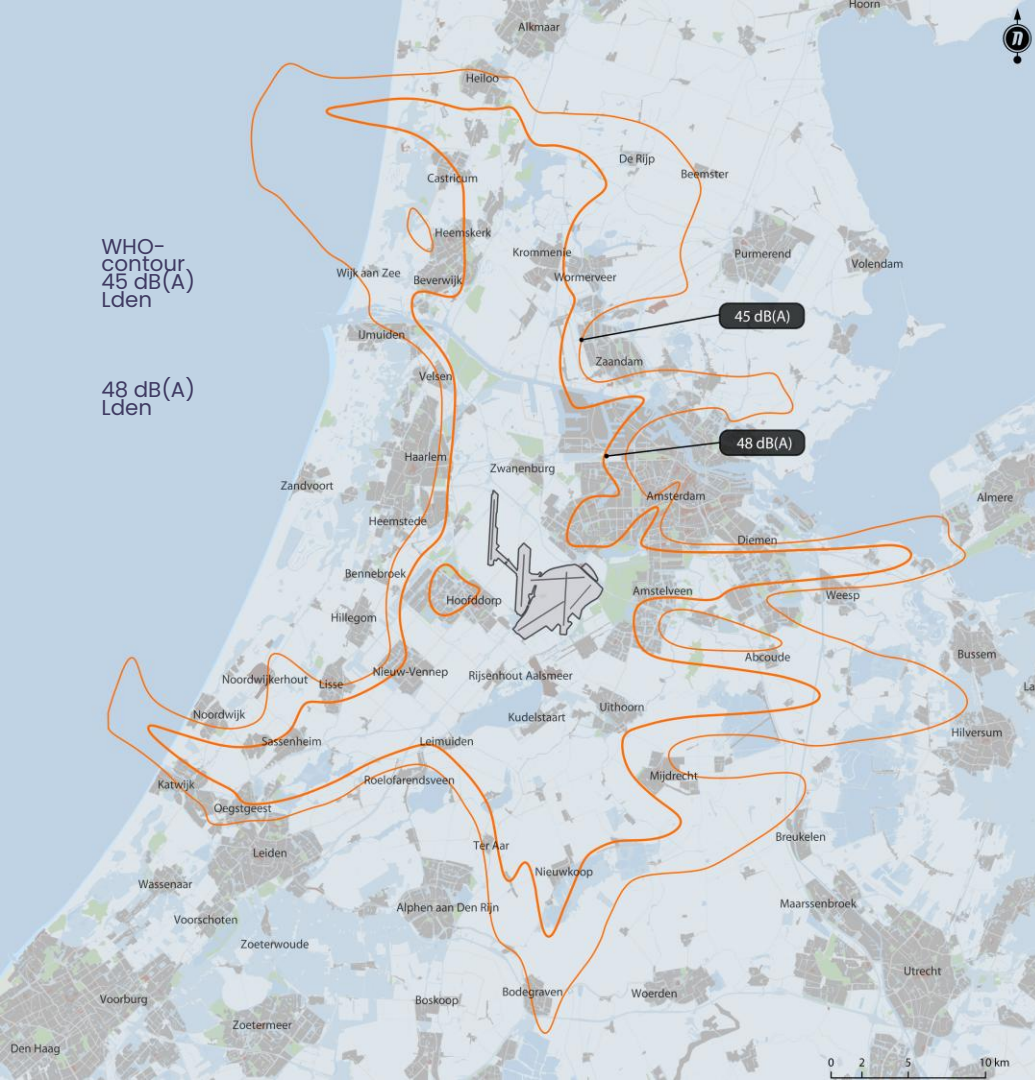 Hoorn
Alkmaar
Heiloo
De Rijp
Beemster
Castricum
WHO-
contour
45 dB(A)
Lden
Heemskerk
Krommenie
Purmerend
Volendam
Wijk aan Zee
Beverwijk
Wormerveer
45 dB(A)
IJmuiden
Zaandam
Velsen
48 dB(A)
Lden
48 dB(A)
Haarlem
Zwanenburg
Zandvoort
Amsterdam
Almere
Heemstede
Diemen
Bennebroek
Hoofddorp
Amstelveen
Weesp
Hillegom
Abcoude
Bussem
Noordwijkerhout
Lisse
Nieuw-Vennep
Rijsenhout Aalsmeer
La
Noordwijk
Kudelstaart
Uithoorn
Hilversum
Sassenheim
Leimuiden
Katwijk
Roelofarendsveen
Mijdrecht
Oegstgeest
Breukelen
Leiden
Ter Aar
Nieuwkoop
Wassenaar
Alphen aan Den Rijn
Maarssenbroek
Voorschoten
Zoeterwoude
Utrecht
Voorburg
Boskoop
Bodegraven
Woerden
Zoetermeer
Den Haag
0 2 5 10 km